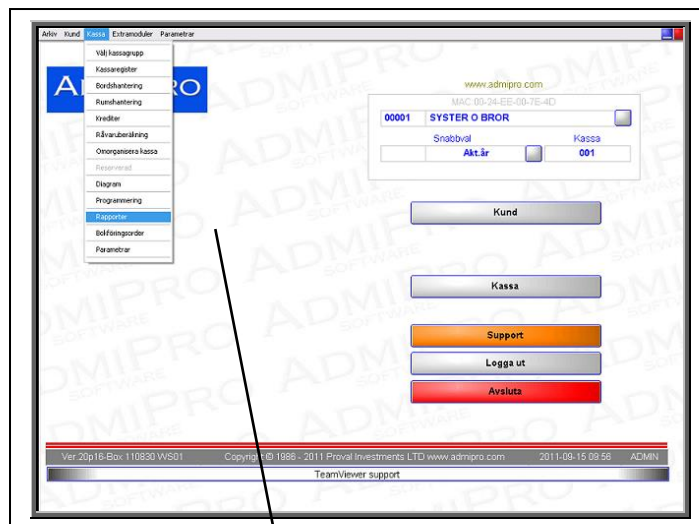 Arkiv Kund Kassa Extramoduler Parametrar
Välj kassagrupp
Kassaregister
Bordshantering
Rumshantering
Krediter
Råvaruberäkning
Omorganisera kassa
Reserverad
Diagram
Programmering
Rapporter
Bokföringsorder
Parametrar
www.admipro.com
MAC:00-24-EE-00-7E-4D
00001 SYSTER O BROR
Snabbval Kassa
Akt.år 001
Kund
Kassa
Support
Logga ut
Avsluta
Ver.20p16-Box 110830 WS01 Copyright © 1986 - 2011 Proval Investments LTD www.admipro.com 2011-09-15 09:56 ADMIN
TeamViewer support
ADMIPRO
SOFTWARE